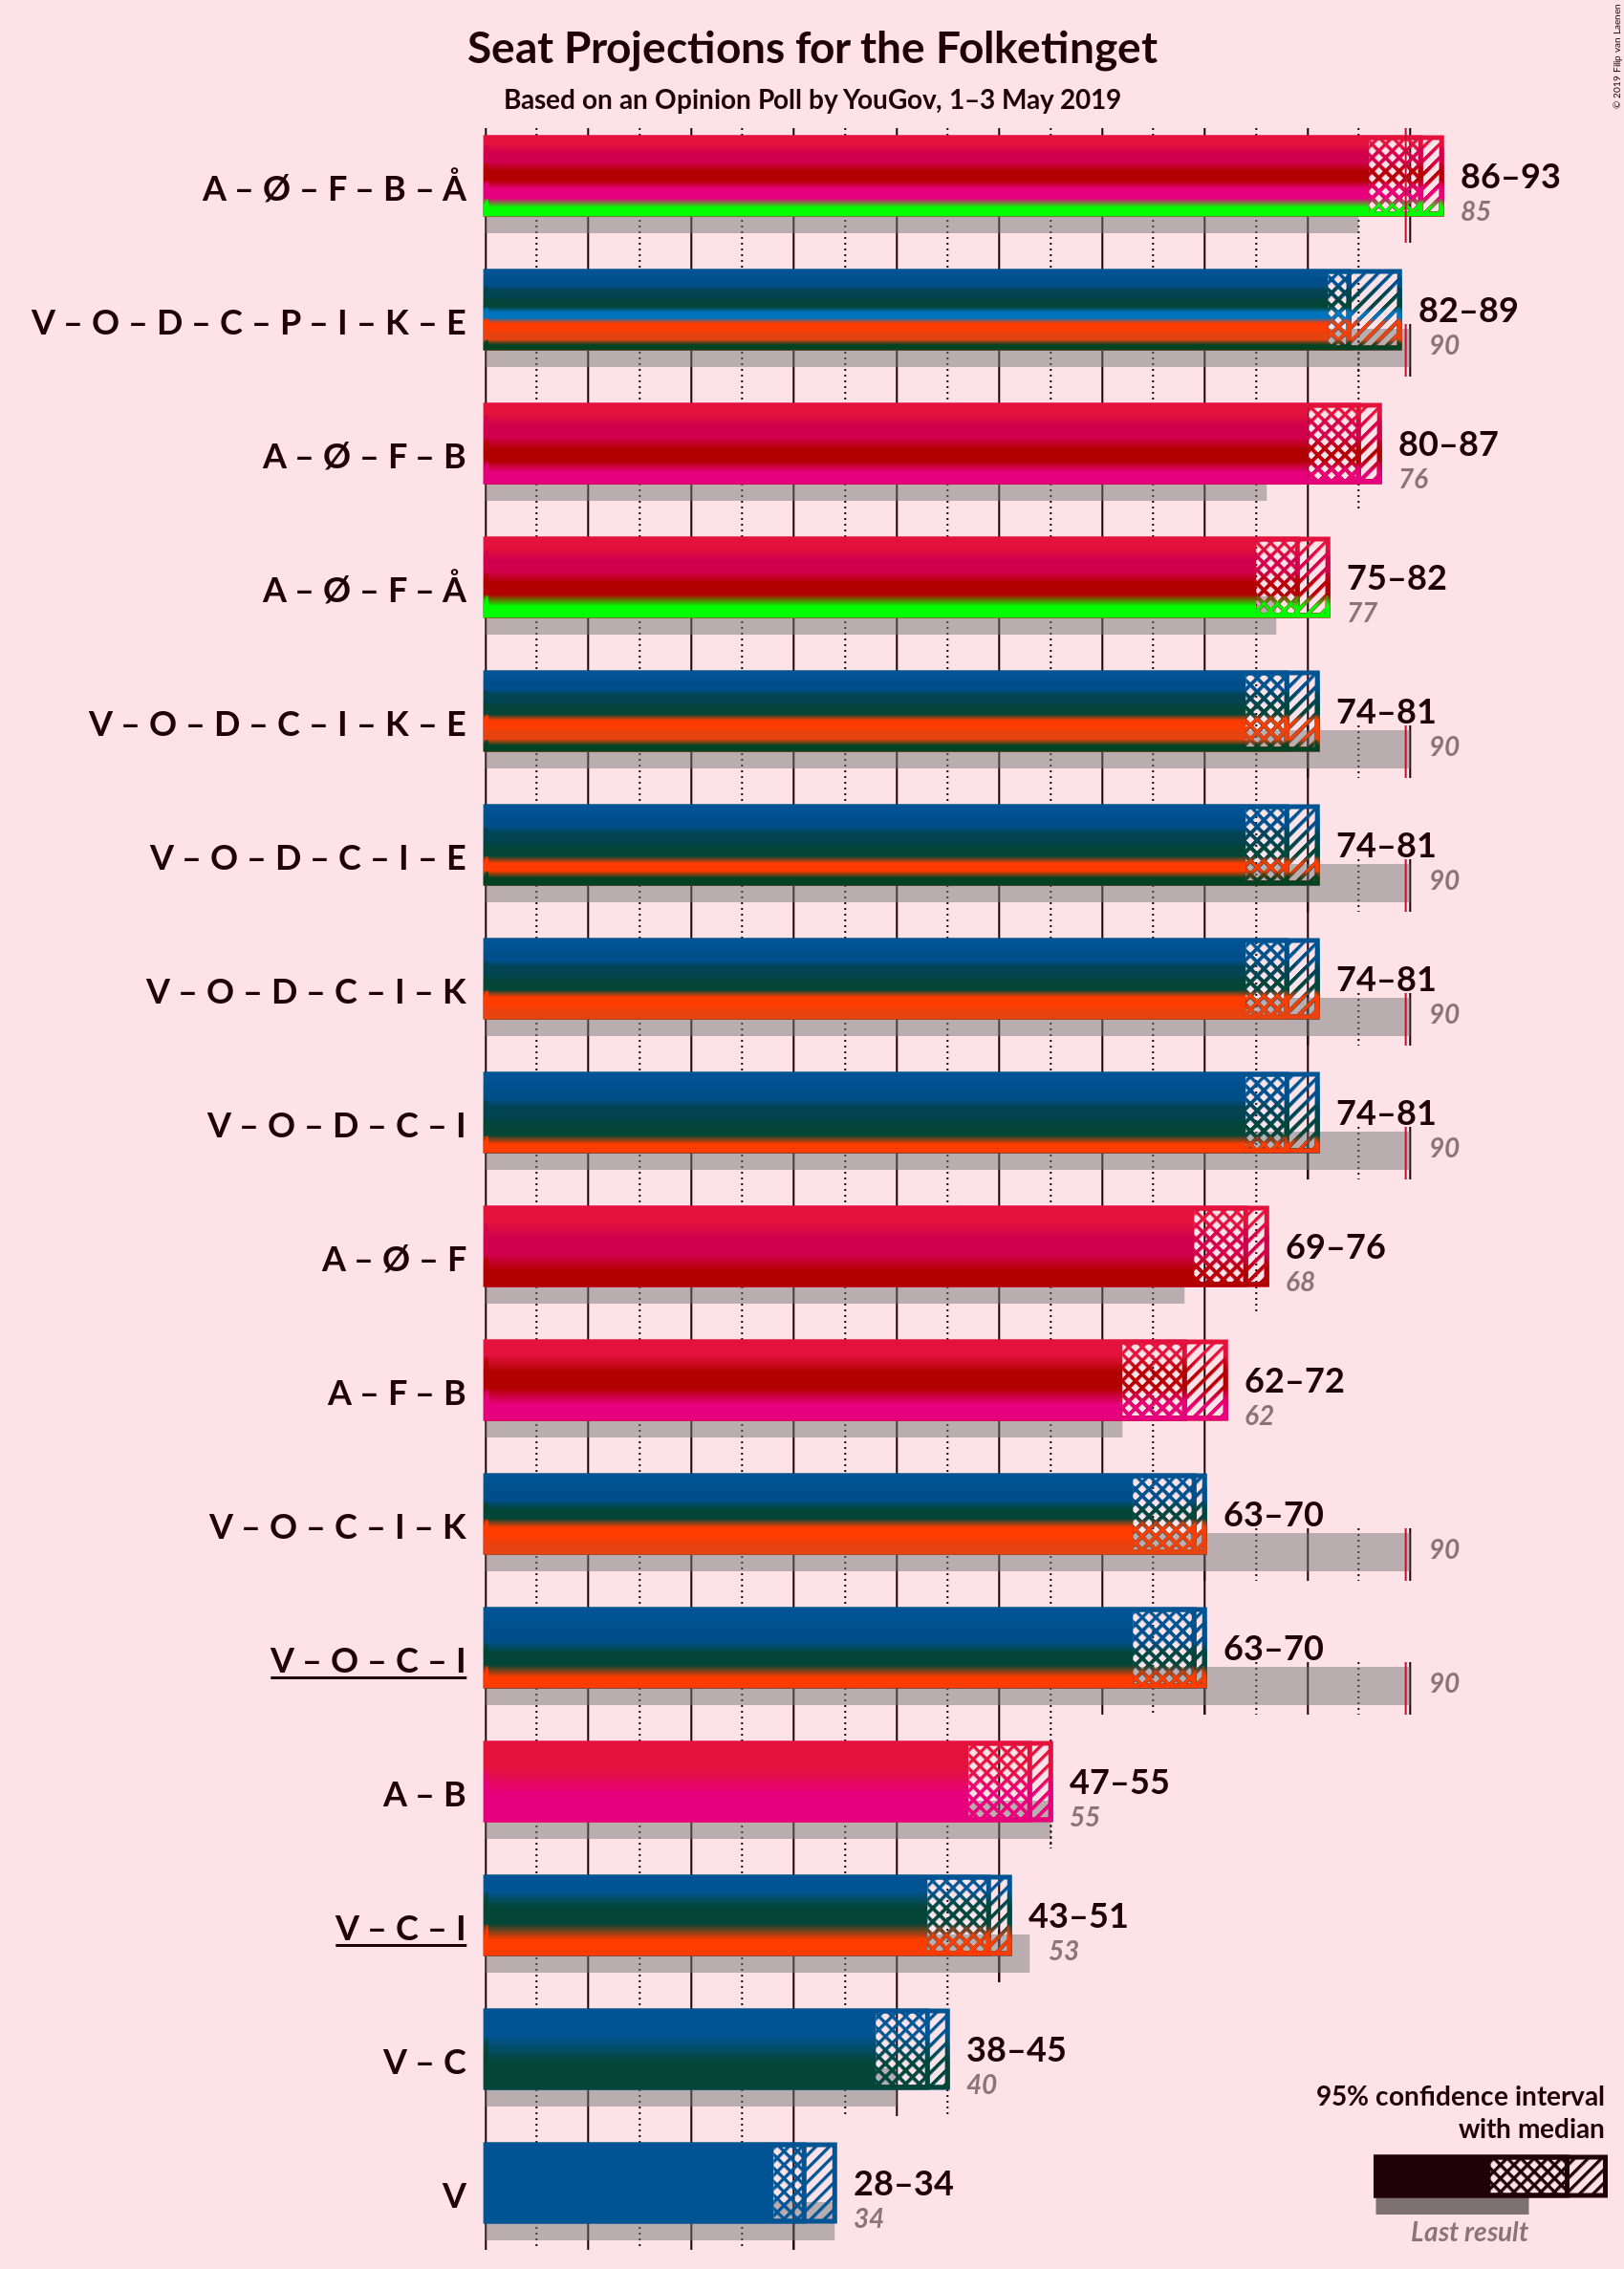 Seat Projections for the Folketinget
Based on an Opinion Poll by YouGov, 1–3 May 2019
© 2019 Filip van Laenen
A – Ø – F – B – Å
86–93
85
V – O – D – C – P – I – K – E
82–89
90
A – Ø – F – B
80–87
76
A – Ø – F – Å
75–82
77
V – O – D – C – I – K – E
74–81
90
V – O – D – C – I – E
74–81
90
V – O – D – C – I – K
74–81
90
V – O – D – C – I
74–81
90
A – Ø – F
69–76
68
A – F – B
62–72
62
V – O – C – I – K
63–70
90
V – O – C – I
63–70
90
A – B
47–55
55
V – C – I
43–51
53
V – C
38–45
40
V
28–34
34
95% confidence interval
with median
Last result